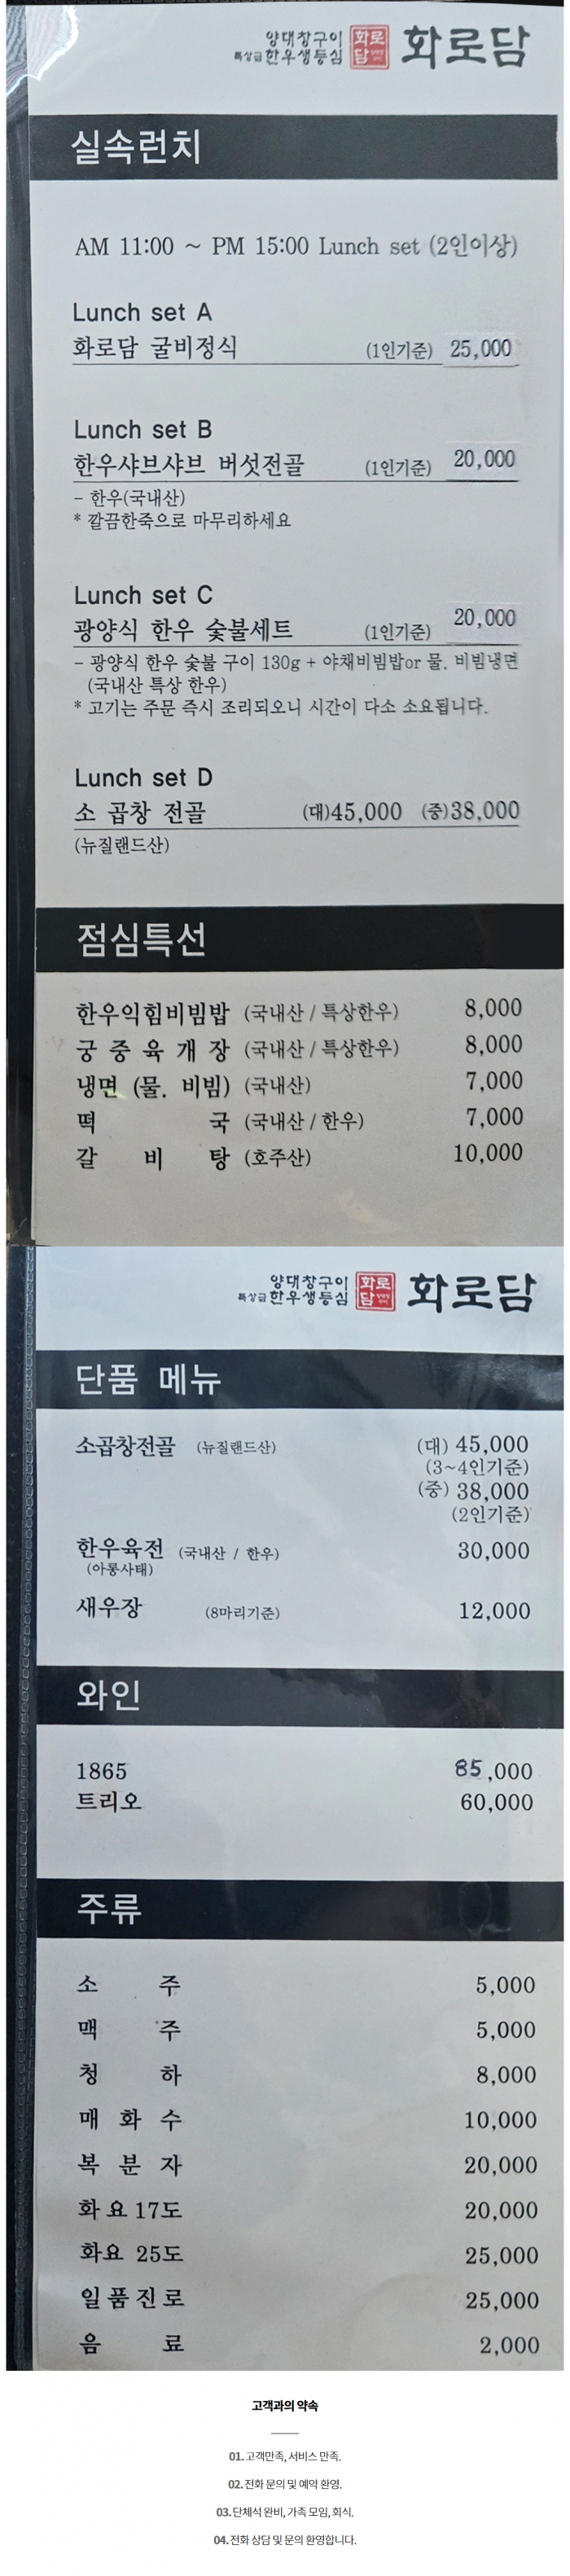 양대창구이
특상급 한우생등심
화로담
화로담
실속런치
AM 11:00 ~ PM 15:00 Lunch set (2인이상)
Lunch set A
화로담 굴비정식 (1인기준) 25,000
Lunch set B
한우샤브샤브 버섯전골 (1인기준) 20,000
- 한우(국내산)
* 깔끔한죽으로 마무리하세요
Lunch set C
광양식 한우 숯불세트 (1인기준) 20,000
- 광양식 한우 숯불 구이 130g + 야채비빔밥or 물. 비빔냉면
(국내산 특상 한우)
* 고기는 주문 즉시 조리되오니 시간이 다소 소요됩니다.
Lunch set D
소 곱창 전골 (대)45,000 (중)38,000
(뉴질랜드산)
점심특선
한우익힘비빔밥 (국내산 / 특상한우) 8,000
궁 중 육 개 장 (국내산 / 특상한우) 8,000
냉면 (물. 비빔) (국내산) 7,000
떡 국 (국내산 / 한우) 7,000
갈 비 탕 (호주산) 10,000
양대창구이
특상급 한우생등심
화로담
화로담
단품 메뉴
소곱창전골 (뉴질랜드산) (대) 45,000
(3~4인기준)
(중) 38,000
(2인기준)
한우육전 (국내산 / 한우) 30,000
(아롱사태)
새우장 (8마리기준) 12,000
와인
1865 85,000
트리오 60,000
주류
소 주 5,000
맥 주 5,000
청 하 8,000
매 화 수 10,000
복 분 자 20,000
화요 17도 20,000
화요 25도 25,000
일품진로 25,000
음 료 2,000
고객과의 약속
01. 고객만족, 서비스 만족.
02. 전화 문의 및 예약 환영.
03. 단체석 완비, 가족 모임, 회식.
04. 전화 상담 및 문의 환영합니다.